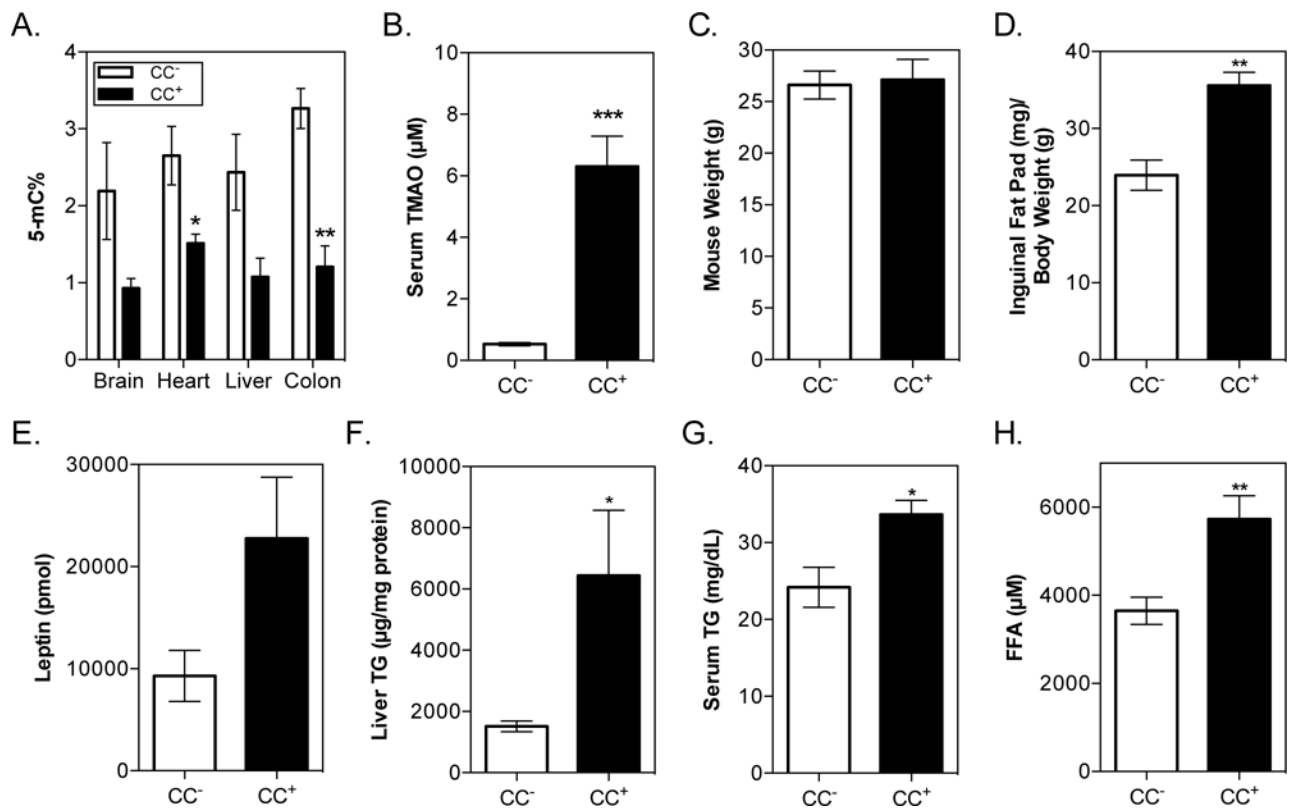 A.
5-mC%
4
3
2
1
0
CC⁻
CC⁺
*
**
Brain Heart Liver Colon
B.
Serum TMAO (µM)
10
8
6
4
2
0
***
CC⁻ CC⁺
C.
Mouse Weight (g)
30
25
20
15
10
5
0
CC⁻ CC⁺
D.
Inguinal Fat Pad (mg)/
Body Weight (g)
40
30
20
10
0
**
CC⁻ CC⁺
E.
Leptin (pmol)
30000
20000
10000
0
CC⁻ CC⁺
F.
Liver TG (µg/mg protein)
10000
8000
6000
4000
2000
0
*
CC⁻ CC⁺
G.
Serum TG (mg/dL)
40
30
20
10
0
*
CC⁻ CC⁺
H.
FFA (µM)
6000
4000
2000
0
**
CC⁻ CC⁺